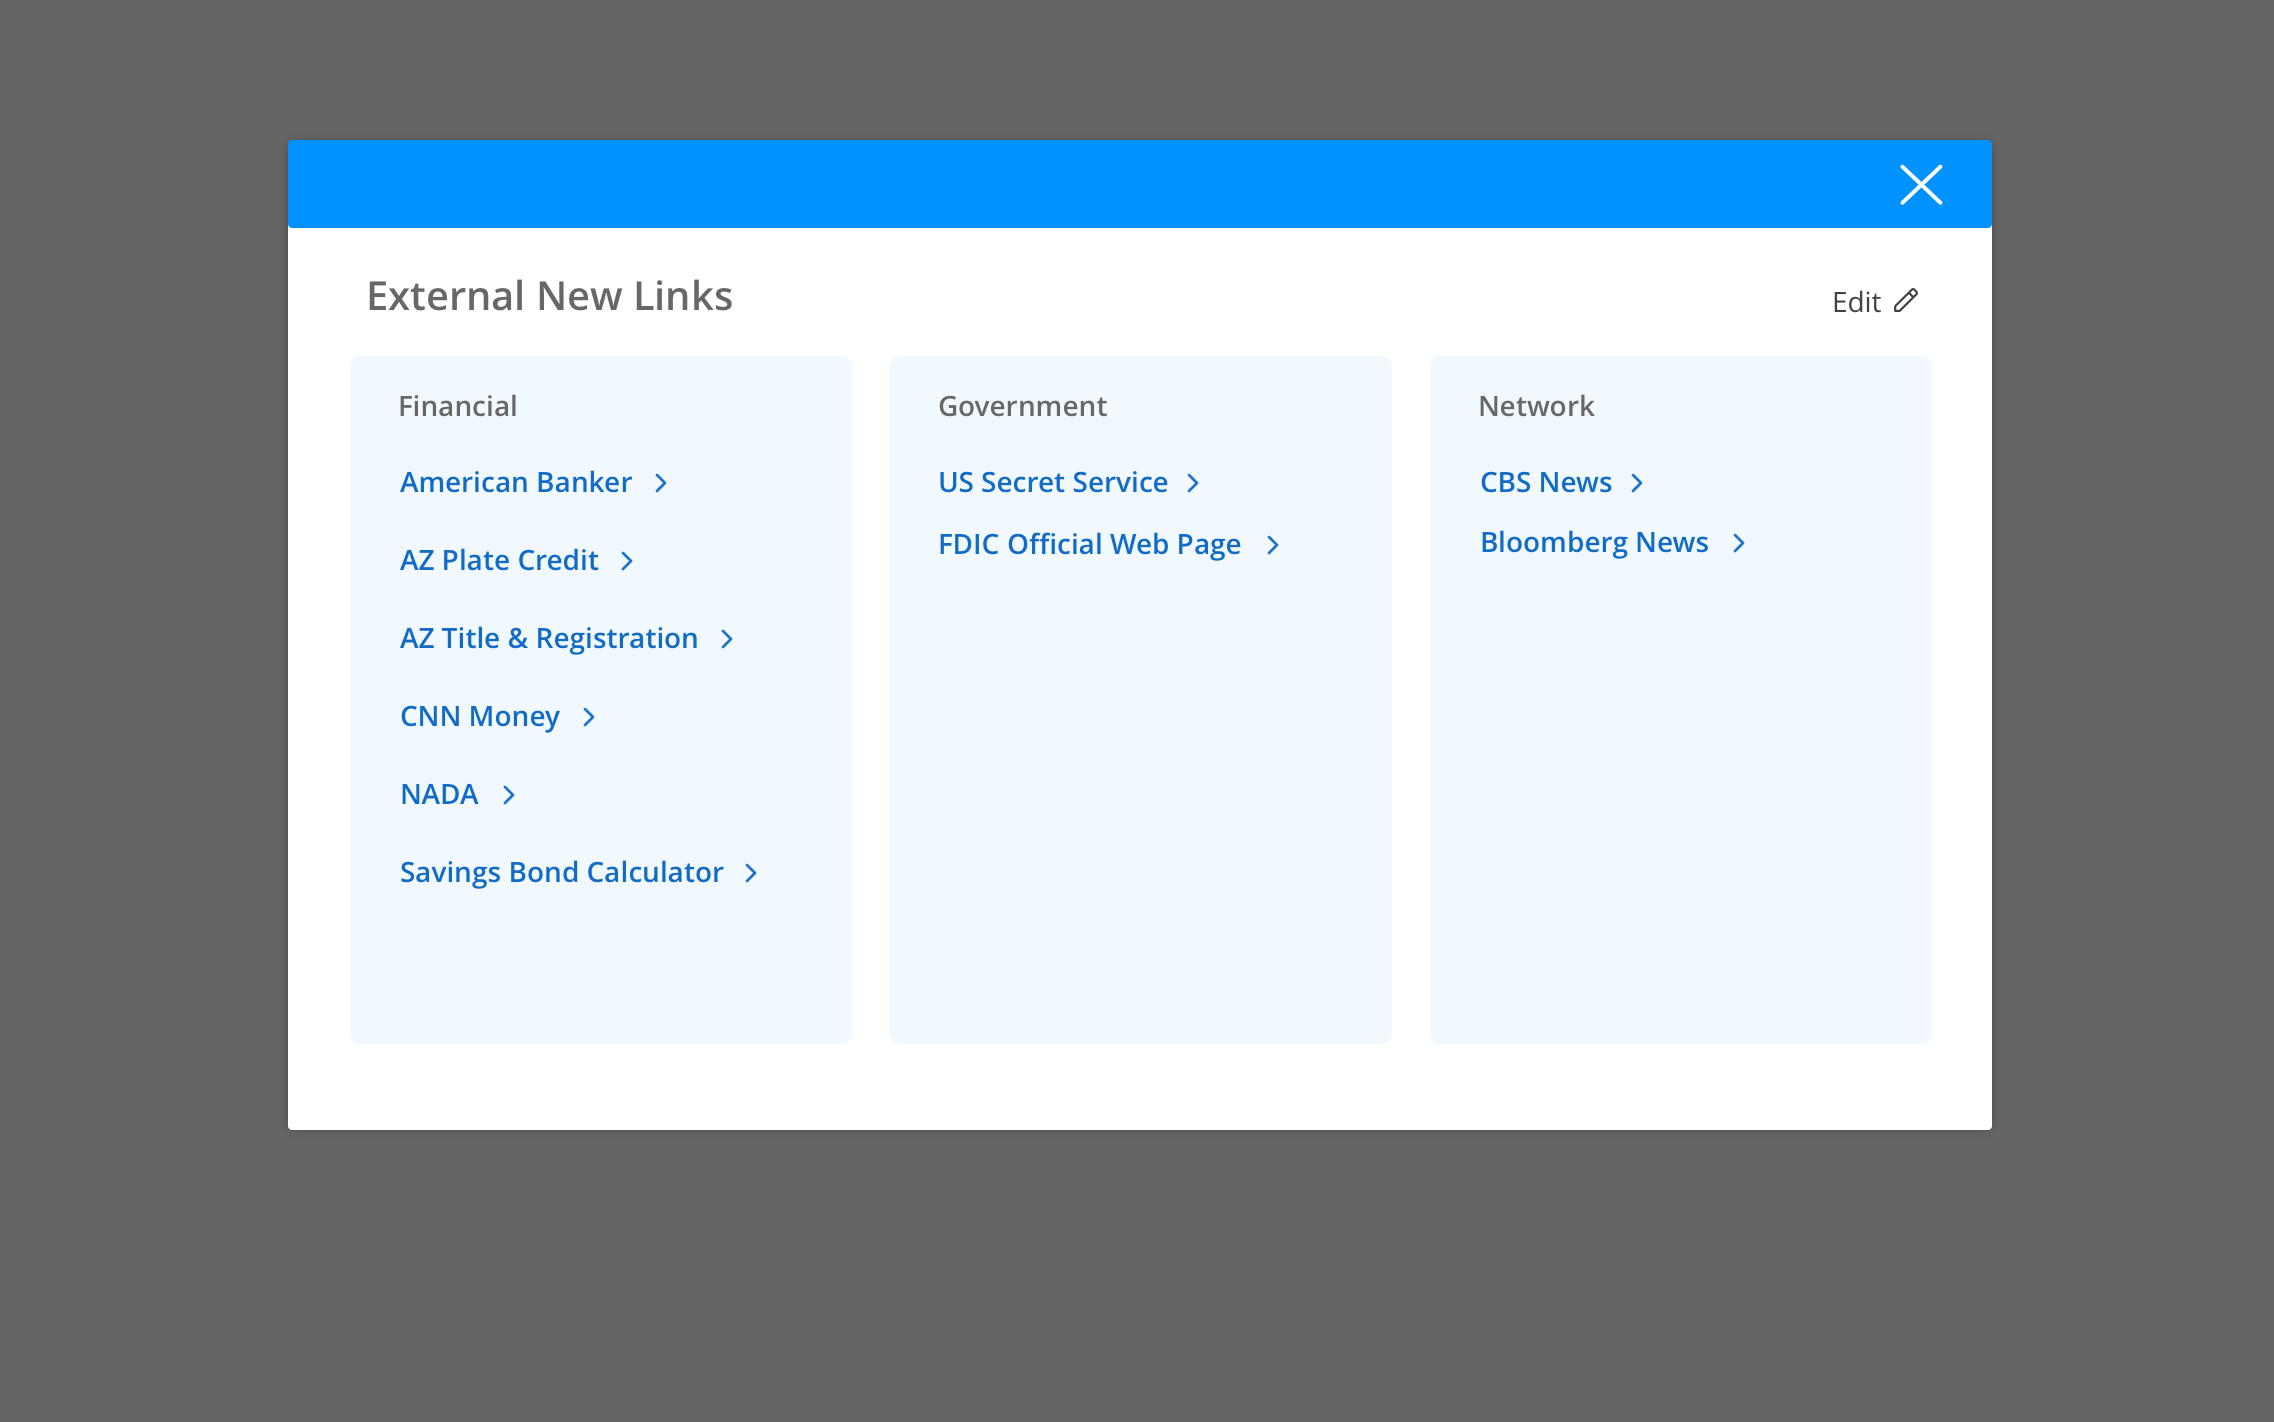 External New Links
Edit
Financial
American Banker
AZ Plate Credit
AZ Title & Registration
CNN Money
NADA
Savings Bond Calculator
Government
US Secret Service
FDIC Official Web Page
Network
CBS News
Bloomberg News